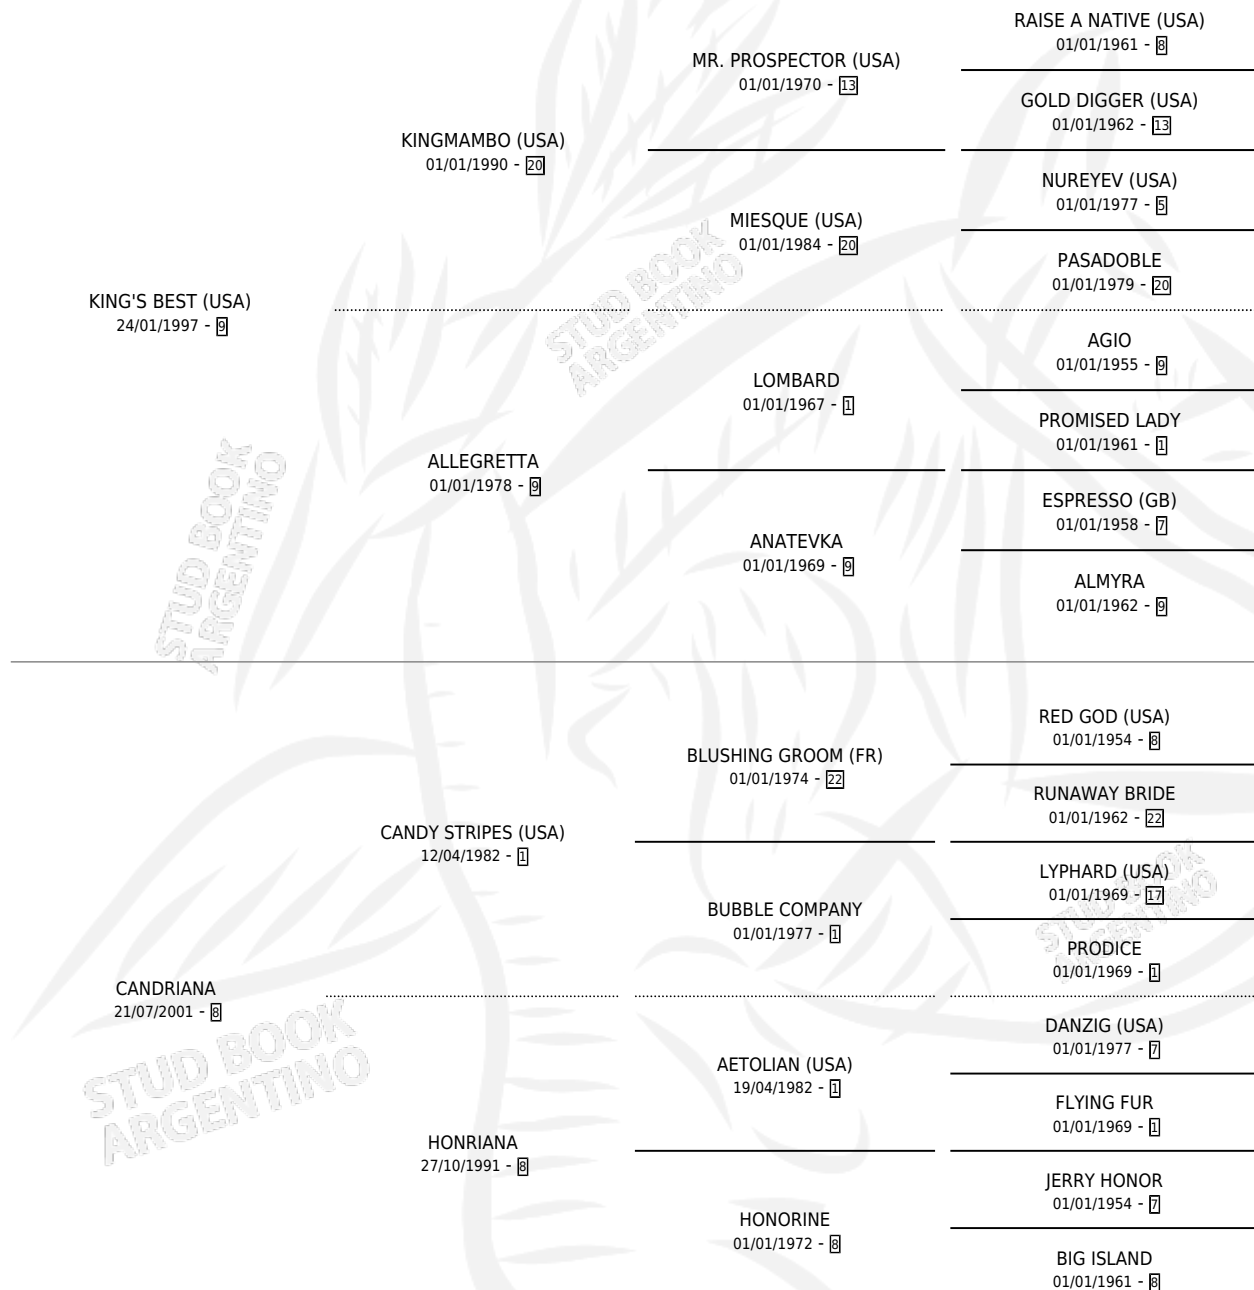 RAISE A NATIVE (USA)
01/01/1961 - 8
MR. PROSPECTOR (USA)
01/01/1970 - 13
GOLD DIGGER (USA)
01/01/1962 - 13
KINGMAMBO (USA)
01/01/1990 - 20
NUREYEV (USA)
01/01/1977 - 5
MIESQUE (USA)
01/01/1984 - 20
PASADOBLE
01/01/1979 - 20
KING'S BEST (USA)
24/01/1997 - 9
AGIO
01/01/1955 - 9
LOMBARD
01/01/1967 - 1
PROMISED LADY
01/01/1961 - 1
ALLEGRETTA
01/01/1978 - 9
ESPRESSO (GB)
01/01/1958 - 7
ANATEVKA
01/01/1969 - 9
ALMYRA
01/01/1962 - 9
RED GOD (USA)
01/01/1954 - 8
BLUSHING GROOM (FR)
01/01/1974 - 22
RUNAWAY BRIDE
01/01/1962 - 22
CANDY STRIPES (USA)
12/04/1982 - 1
LYPHARD (USA)
01/01/1969 - 17
BUBBLE COMPANY
01/01/1977 - 1
PRODICE
01/01/1969 - 1
CANDRIANA
21/07/2001 - 8
DANZIG (USA)
01/01/1977 - 7
AETOLIAN (USA)
19/04/1982 - 1
FLYING FUR
01/01/1969 - 1
HONRIANA
27/10/1991 - 8
JERRY HONOR
01/01/1954 - 7
HONORINE
01/01/1972 - 8
BIG ISLAND
01/01/1961 - 8
STUD BOOK
ARGENTINO
STUD BOOK
ARGENTINO
STUD BOOK
ARGENTINO
STUD BOOK
ARGENTINO